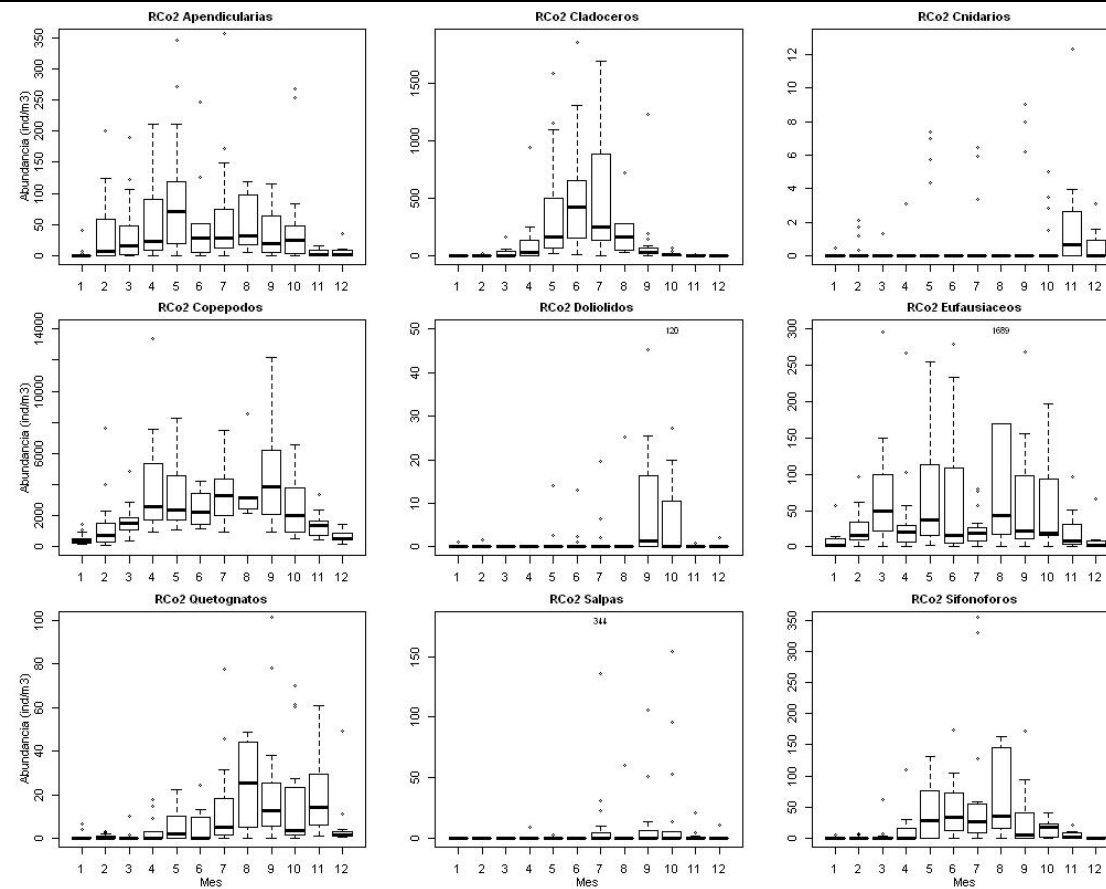 RCo2 Apendicularias
Abundancia (ind/m3)
0 50 100 150 200 250 300 350
1 2 3 4 5 6 7 8 9 10 11 12
RCo2 Cladoceros
0 500 1000 1500
1 2 3 4 5 6 7 8 9 10 11 12
RCo2 Cnidarios
0 2 4 6 8 10 12
1 2 3 4 5 6 7 8 9 10 11 12
RCo2 Copepodos
Abundancia (ind/m3)
0 2000 6000 10000 14000
1 2 3 4 5 6 7 8 9 10 11 12
RCo2 Doliolidos
120
0 10 20 30 40 50
1 2 3 4 5 6 7 8 9 10 11 12
RCo2 Eufausiaceos
1689
0 50 100 150 200 250 300
1 2 3 4 5 6 7 8 9 10 11 12
RCo2 Quetognatos
Abundancia (ind/m3)
0 20 40 60 80 100
1 2 3 4 5 6 7 8 9 10 11 12
Mes
RCo2 Salpas
344
0 50 100 150
1 2 3 4 5 6 7 8 9 10 11 12
Mes
RCo2 Sifonoforos
0 50 100 150 200 250 300 350
1 2 3 4 5 6 7 8 9 10 11 12
Mes